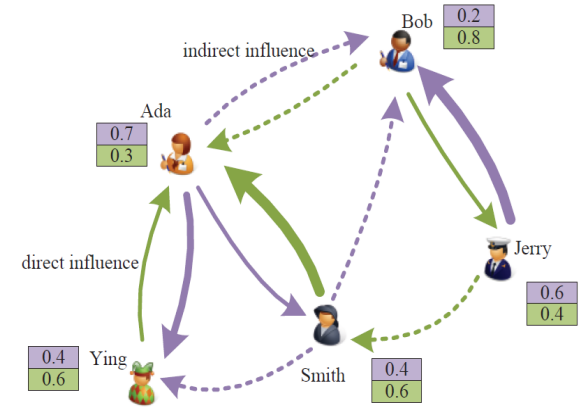 Bob
0.2
0.8
indirect influence
Ada
0.7
0.3
direct influence
Jerry
0.6
0.4
Ying
0.4
0.6
Smith
0.4
0.6